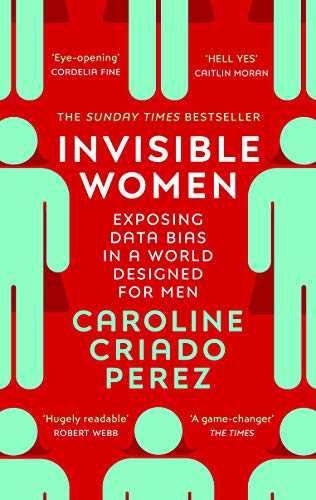 ‘Eye-opening’
CORDELIA FINE
‘HELL YES’
CAITLIN MORAN
THE SUNDAY TIMES BESTSELLER
INVISIBLE
WOMEN
EXPOSING
DATA BIAS
IN A WORLD
DESIGNED
FOR MEN
CAROLINE
CRIADO
PEREZ
‘Hugely readable’
ROBERT WEBB
‘A game-changer’
THE TIMES